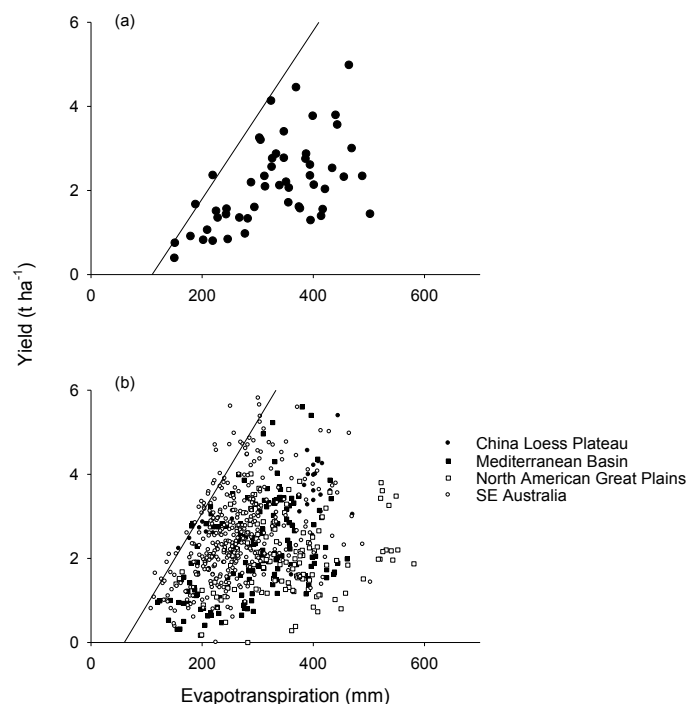 (a)
6
4
2
0
0 200 400 600
Yield (t ha⁻¹)
(b)
6
4
2
0
0 200 400 600
Evapotranspiration (mm)
China Loess Plateau
Mediterranean Basin
North American Great Plains
SE Australia